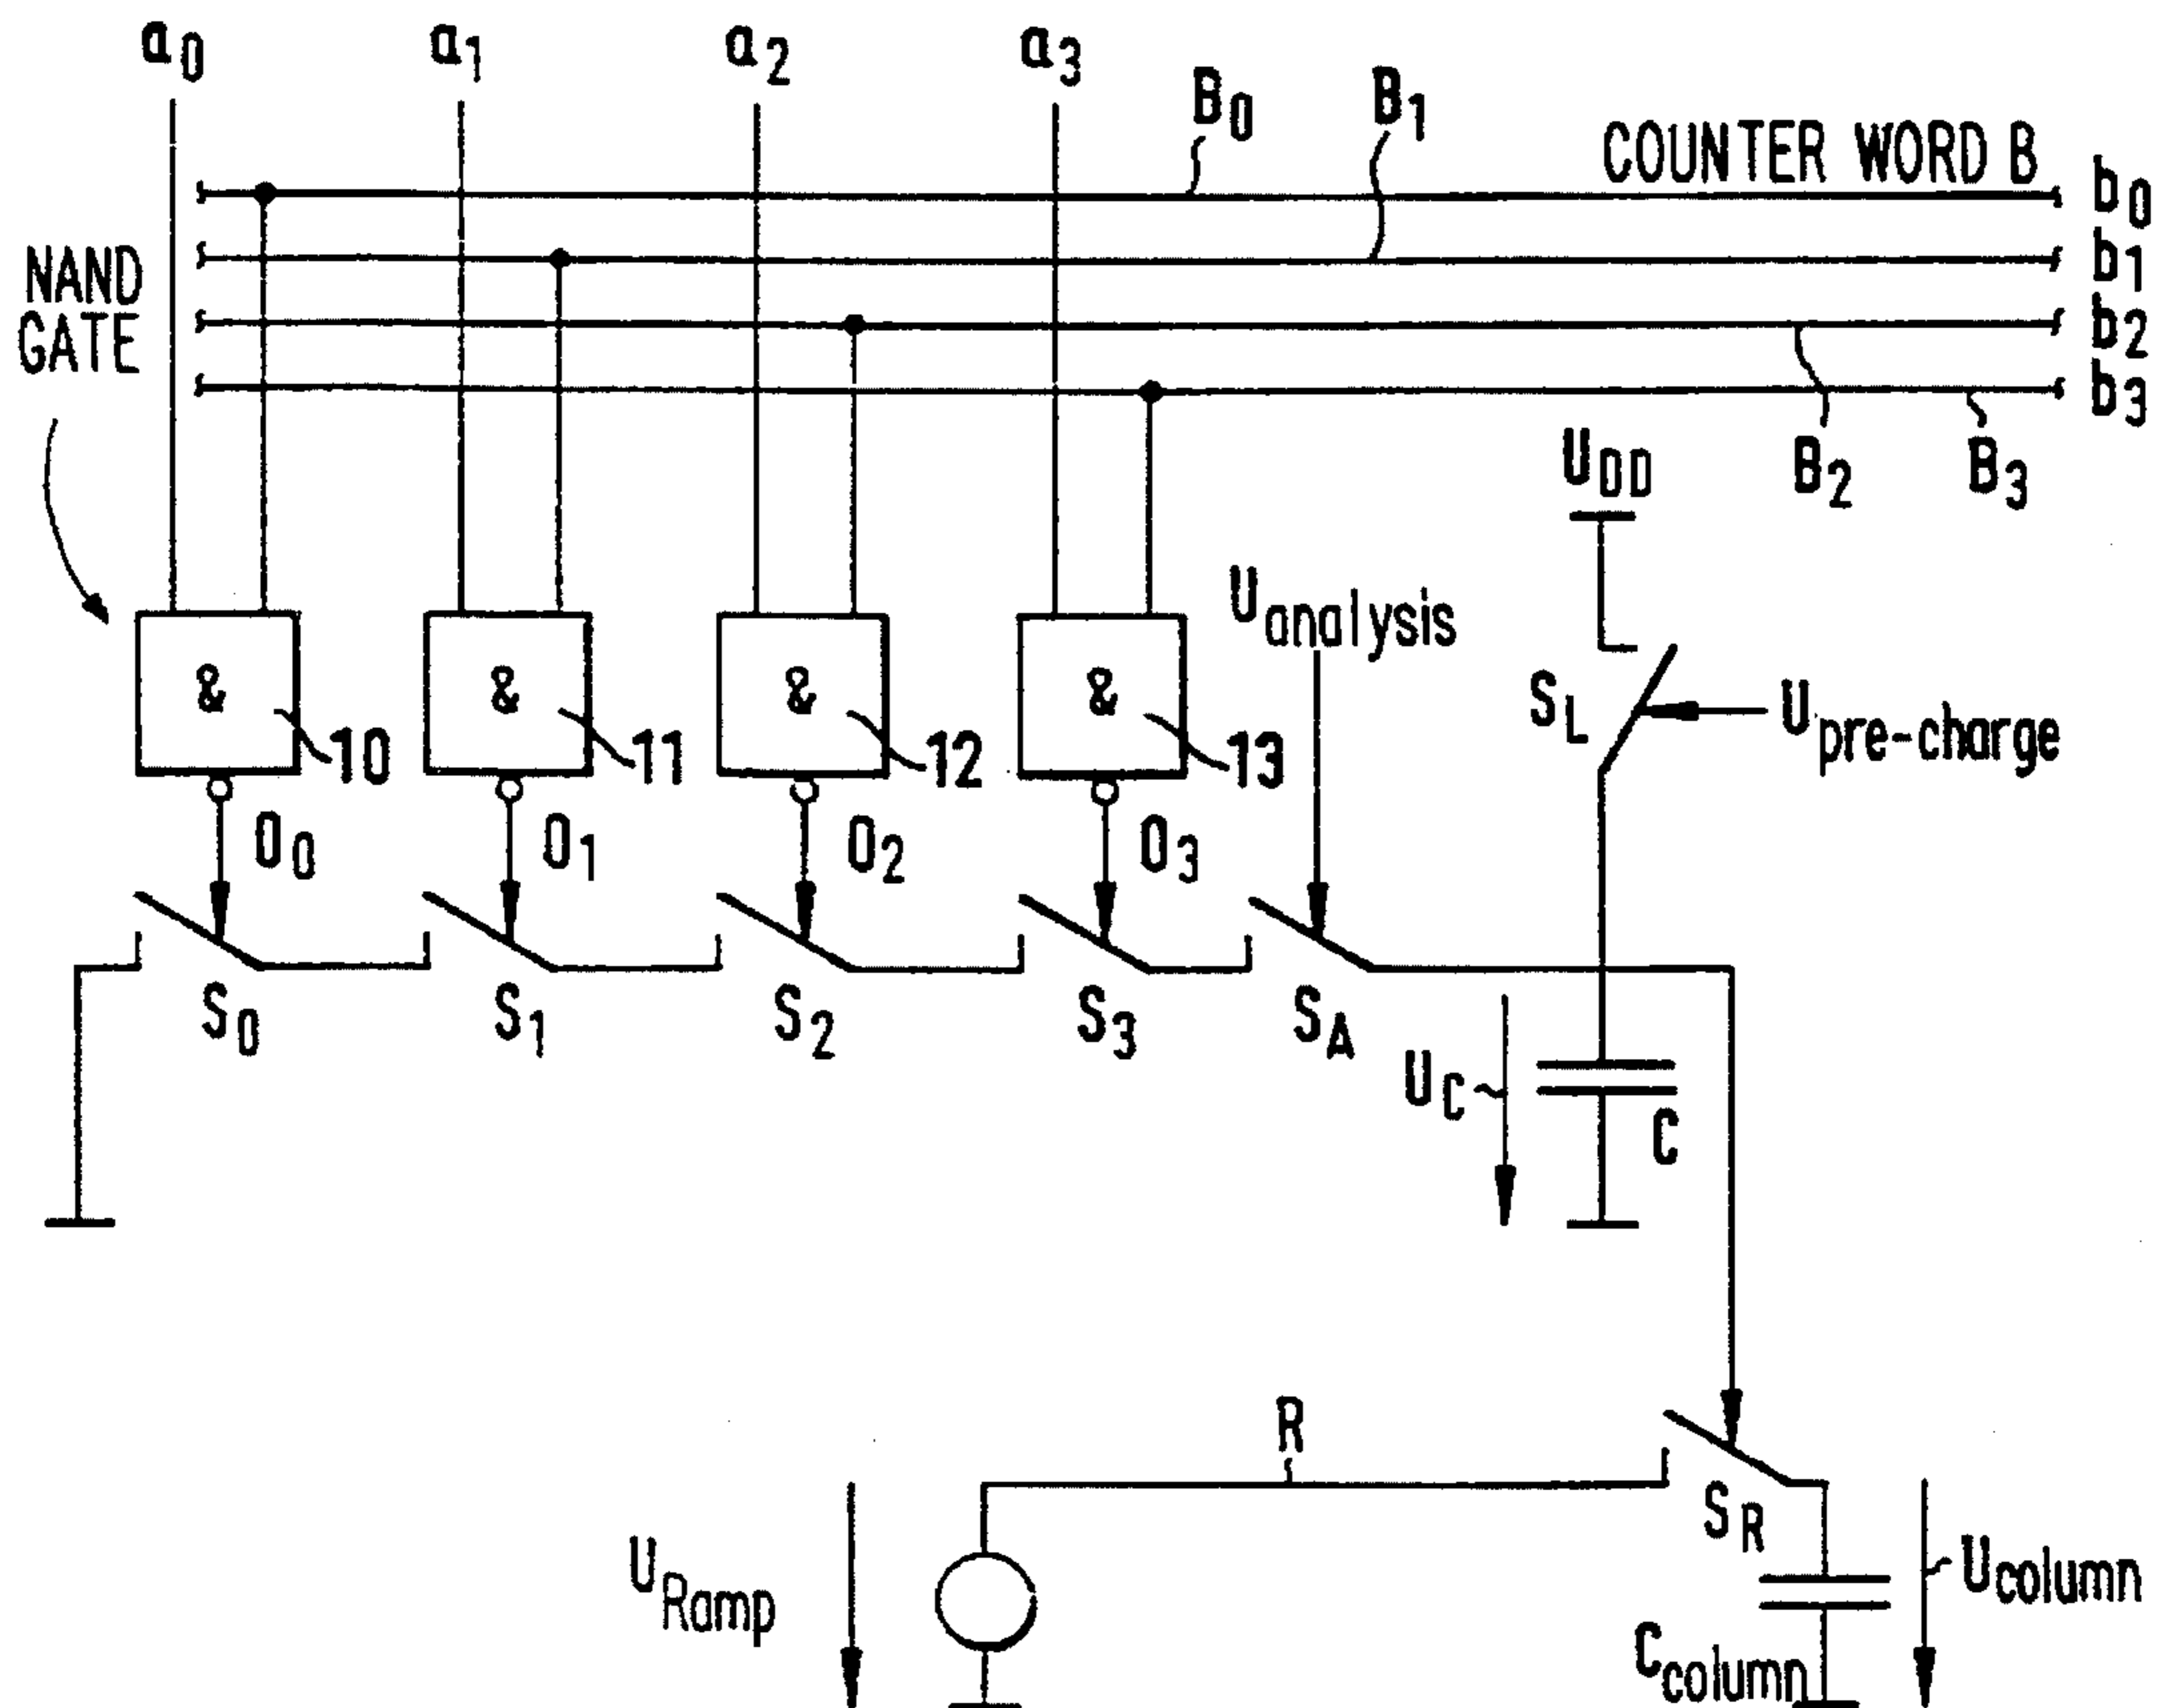 a0 a1 a2 a3 B0 B1
COUNTER WORD B
b0
b1
b2
b3
NAND
GATE
B2 B3
UDD
Uanalysis
& & & &
10 11 12 13
SL
Upre-charge
O0 O1 O2 O3
S0 S1 S2 S3 SA
UC
C
R
SR
URamp
Ucolumn
Ccolumn